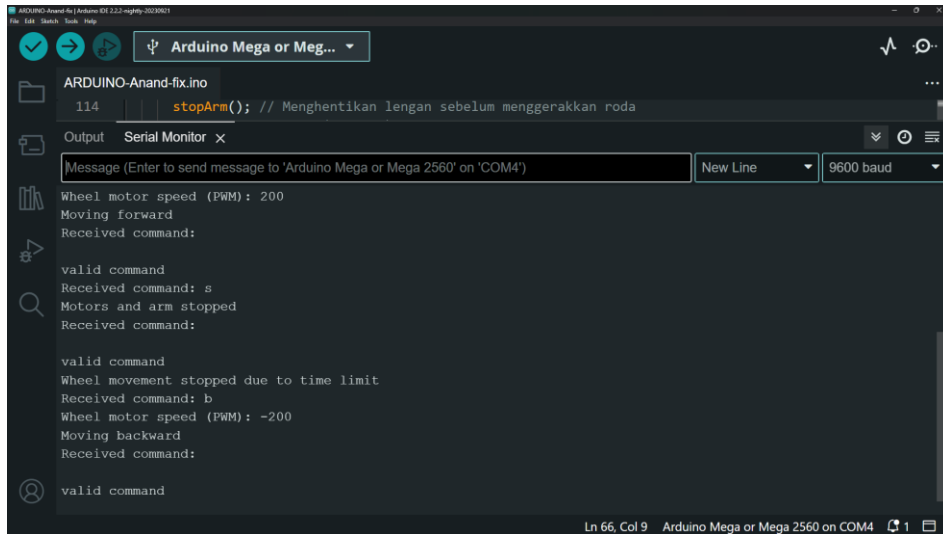 ARDUINO-Anand-fix | Arduino IDE 2.2.2-nightly-20230921
File Edit Sketch Tools Help
Arduino Mega or Meg...
ARDUINO-Anand-fix.ino
114 stopArm(); // Menghentikan lengan sebelum menggerakkan roda
Output Serial Monitor
Message (Enter to send message to 'Arduino Mega or Mega 2560' on 'COM4')
New Line
9600 baud
Wheel motor speed (PWM): 200
Moving forward
Received command:
valid command
Received command: s
Motors and arm stopped
Received command:
valid command
Wheel movement stopped due to time limit
Received command: b
Wheel motor speed (PWM): -200
Moving backward
Received command:
valid command
Ln 66, Col 9 Arduino Mega or Mega 2560 on COM4 1